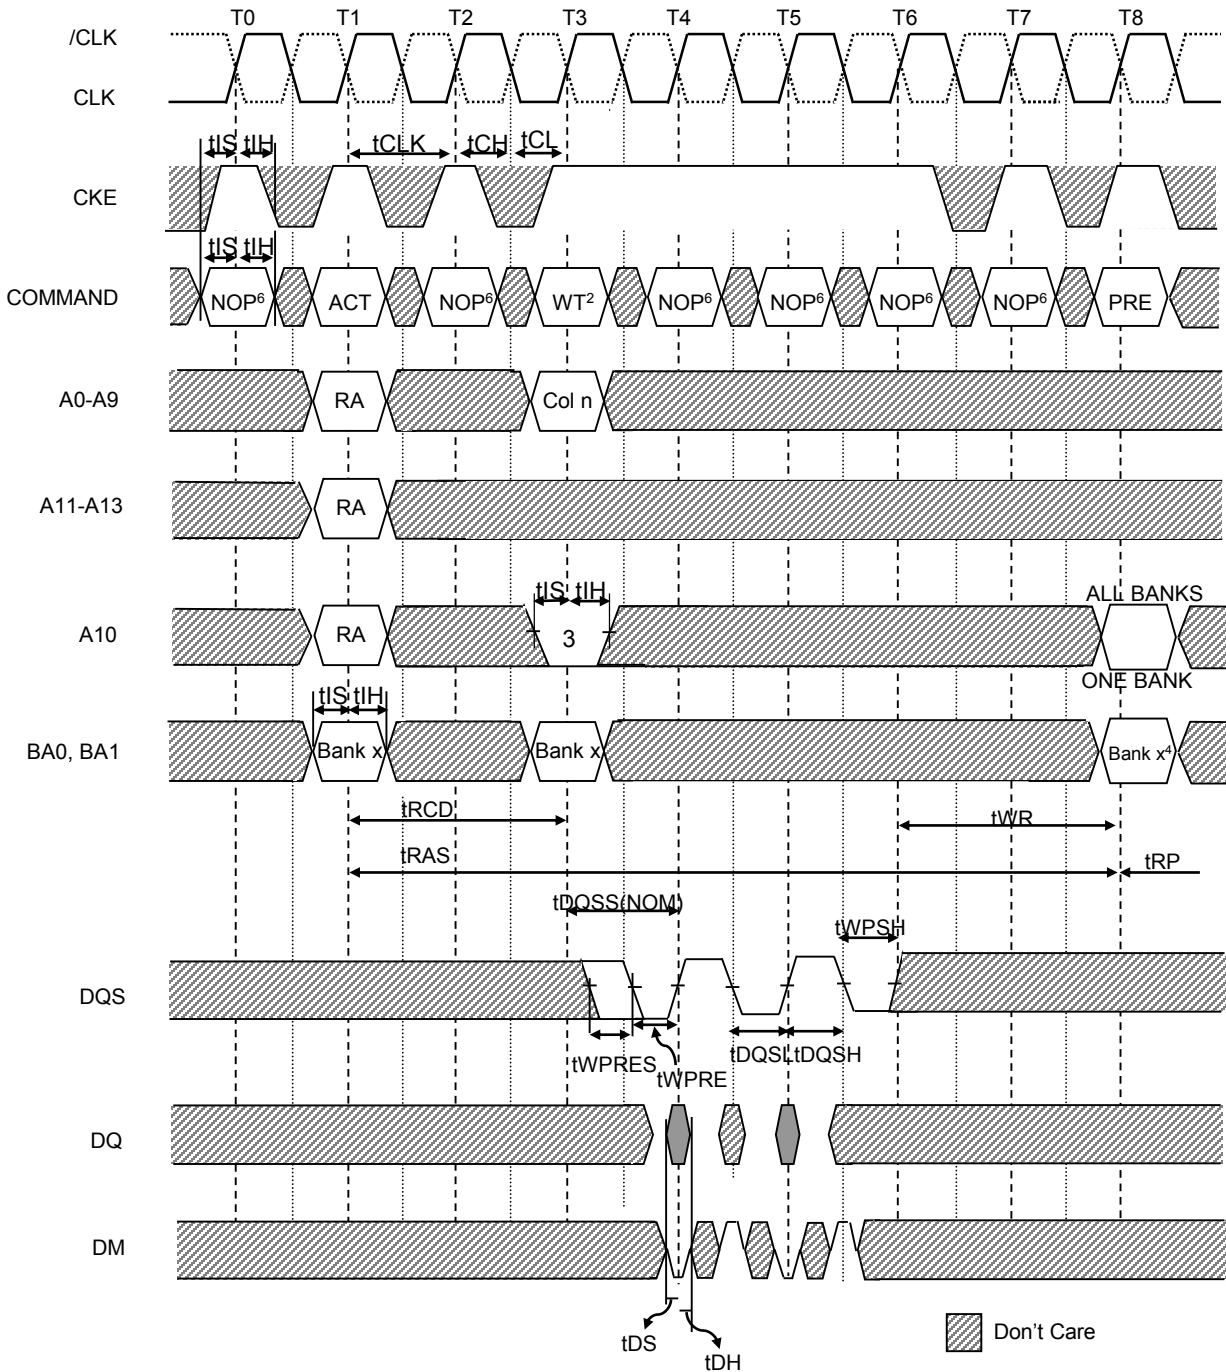 T0 T1 T2 T3 T4 T5 T6 T7 T8
/CLK
CLK
tIS tIH tCLK tCH tCL
CKE
tIS tIH
COMMAND NOP⁶ ACT NOP⁶ WT² NOP⁶ NOP⁶ NOP⁶ NOP⁶ PRE
A0-A9 RA Col n
A11-A13 RA
tIS tIH ALL BANKS
A10 RA 3
ONE BANK
tIS tIH
BA0, BA1 Bank x Bank x Bank x⁴
tRCD tWR
tRAS tRP
tDQSS(NOM)
tWPSH
DQS
tWPRES tWPRE tDQSL tDQSH
DQ
DM
tDS
tDH
Don't Care